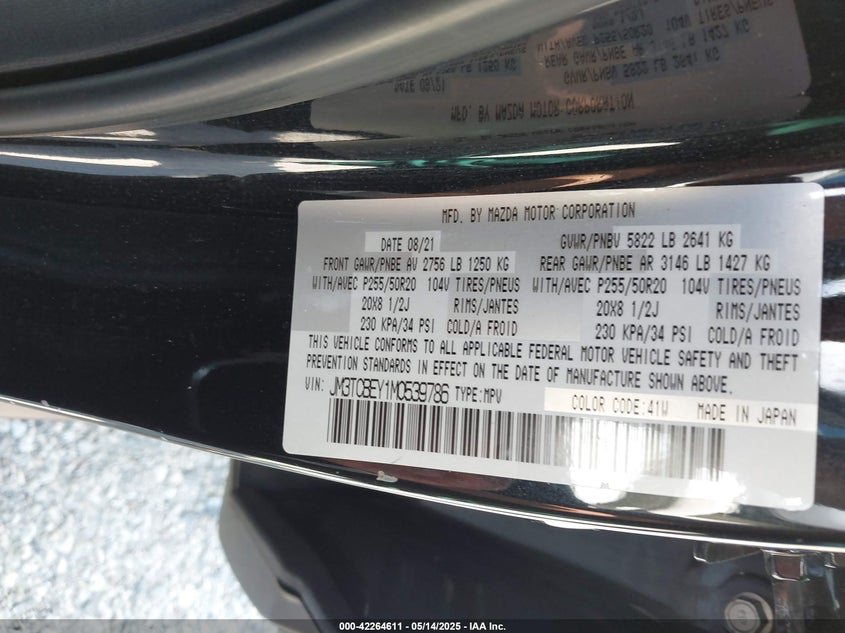 MFD. BY MAZDA MOTOR CORPORATION
DATE 08/21 GVWR/PNBV 5822 LB 2641 KG
FRONT GAWR/PNBE AV 2756 LB 1250 KG REAR GAWR/PNBE AR 3146 LB 1427 KG
WITH/AVEC P255/50R20 104V TIRES/PNEUS WITH/AVEC P255/50R20 104V TIRES/PNEUS
20X8 1/2J RIMS/JANTES 20X8 1/2J RIMS/JANTES
230 KPA/34 PSI COLD/A FROID 230 KPA/34 PSI COLD/A FROID
THIS VEHICLE CONFORMS TO ALL APPLICABLE FEDERAL MOTOR VEHICLE SAFETY AND THEFT
PREVENTION STANDARDS IN EFFECT ON THE DATE OF MANUFACTURE SHOWN ABOVE.
VIN: JM3TCBEY1M0539786 TYPE:MPV COLOR CODE:41W MADE IN JAPAN
000-42264611 - 05/14/2025 - IAA Inc.